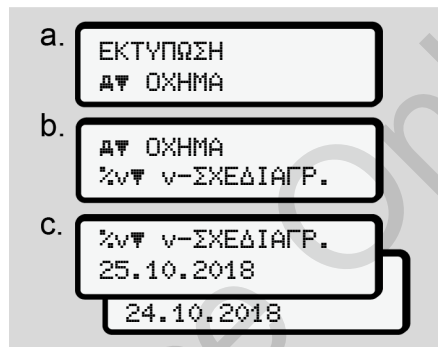 a.
ΕΚΤΥΠΩΣΗ
ΟΧΗΜΑ
b.
ΟΧΗΜΑ
%v▼ v-ΣΧΕΔΙΑΓΡ.
c.
%v▼ v-ΣΧΕΔΙΑΓΡ.
25.10.2018
24.10.2018